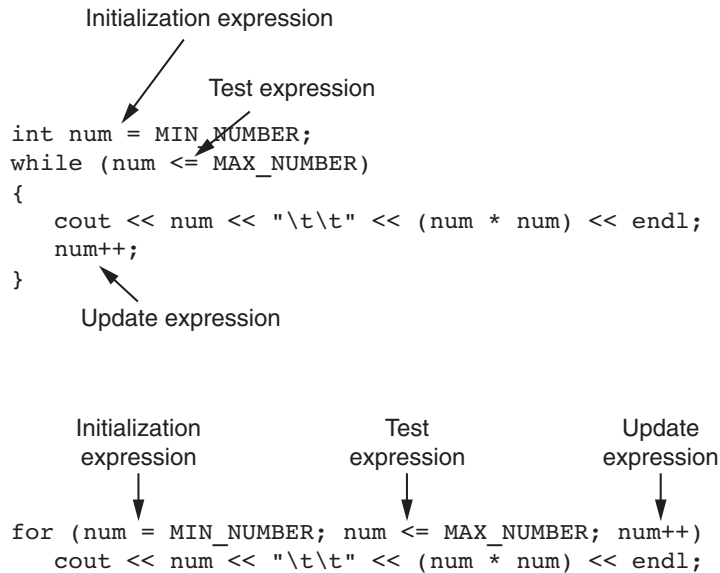 Initialization expression
Test expression
int num = MIN_NUMBER;
while (num <= MAX_NUMBER)
{
   cout << num << "\t\t" << (num * num) << endl;
   num++;
}
Update expression
Initialization expression
Test expression
Update expression
for (num = MIN_NUMBER; num <= MAX_NUMBER; num++)
   cout << num << "\t\t" << (num * num) << endl;